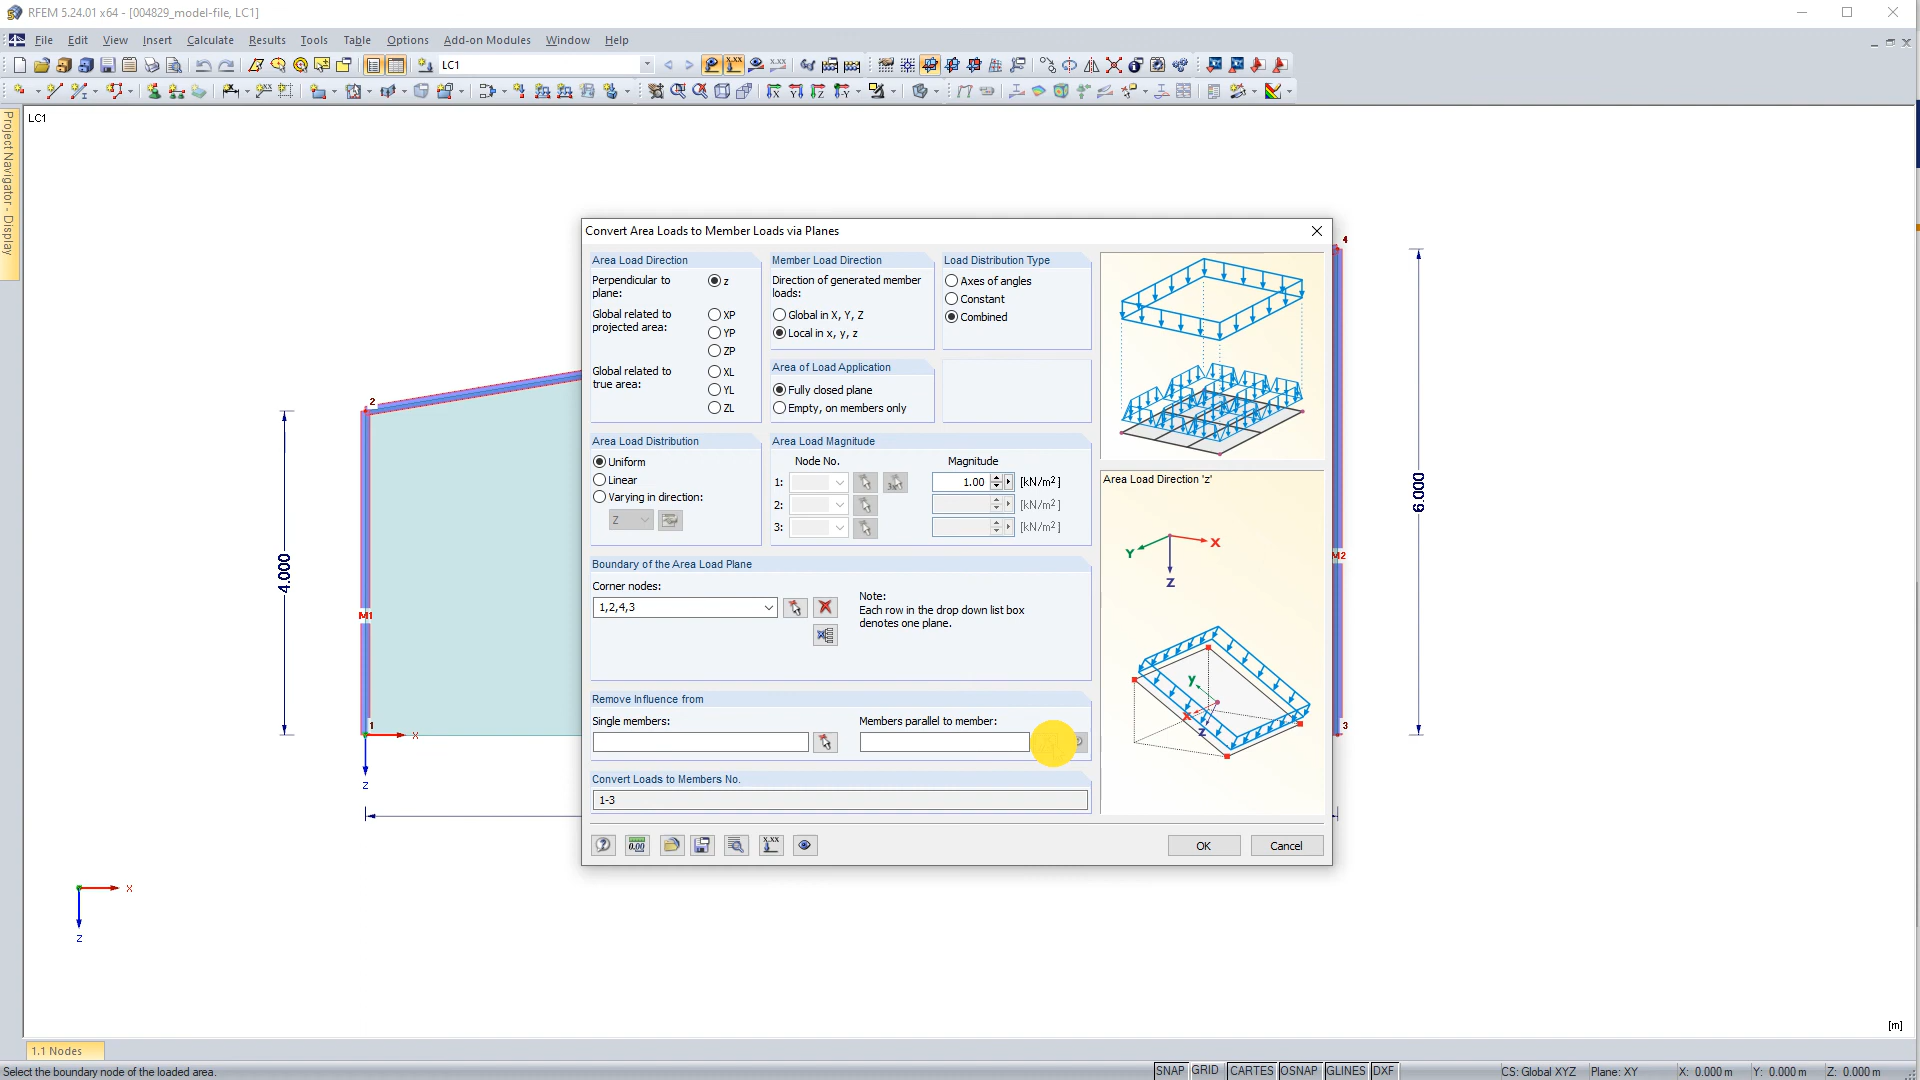 RFEM 5.24.01 x64 - [004829_model-file, LC1]
File Edit View Insert Calculate Results Tools Table Options Add-on Modules Window Help
LC1
Project Navigator - Display
LC1
Convert Area Loads to Member Loads via Planes
Area Load Direction
Perpendicular to plane:
z
Global related to projected area:
XP
YP
ZP
Global related to true area:
XL
YL
ZL
Member Load Direction
Direction of generated member loads:
Global in X, Y, Z
Local in x, y, z
Load Distribution Type
Axes of angles
Constant
Combined
Area of Load Application
Fully closed plane
Empty, on members only
Area Load Distribution
Uniform
Linear
Varying in direction:
Z
Area Load Magnitude
Node No. Magnitude
1: 1.00 [kN/m2]
2: [kN/m2]
3: [kN/m2]
Boundary of the Area Load Plane
Corner nodes:
1,2,4,3
Note:
Each row in the drop down list box
denotes one plane.
Remove Influence from
Single members: Members parallel to member:
Convert Loads to Members No.
1-3
0.00
x.xx
OK Cancel
Area Load Direction 'z'
X
Y
Z
y
x
z
2
4
4.000
6.000
M1
M2
1
3
X
Z
X
Z
[m]
1.1 Nodes
Select the boundary node of the loaded area.
SNAP GRID CARTES OSNAP GLINES DXF CS: Global XYZ Plane: XY X: 0.000 m Y: 0.000 m Z: 0.000 m